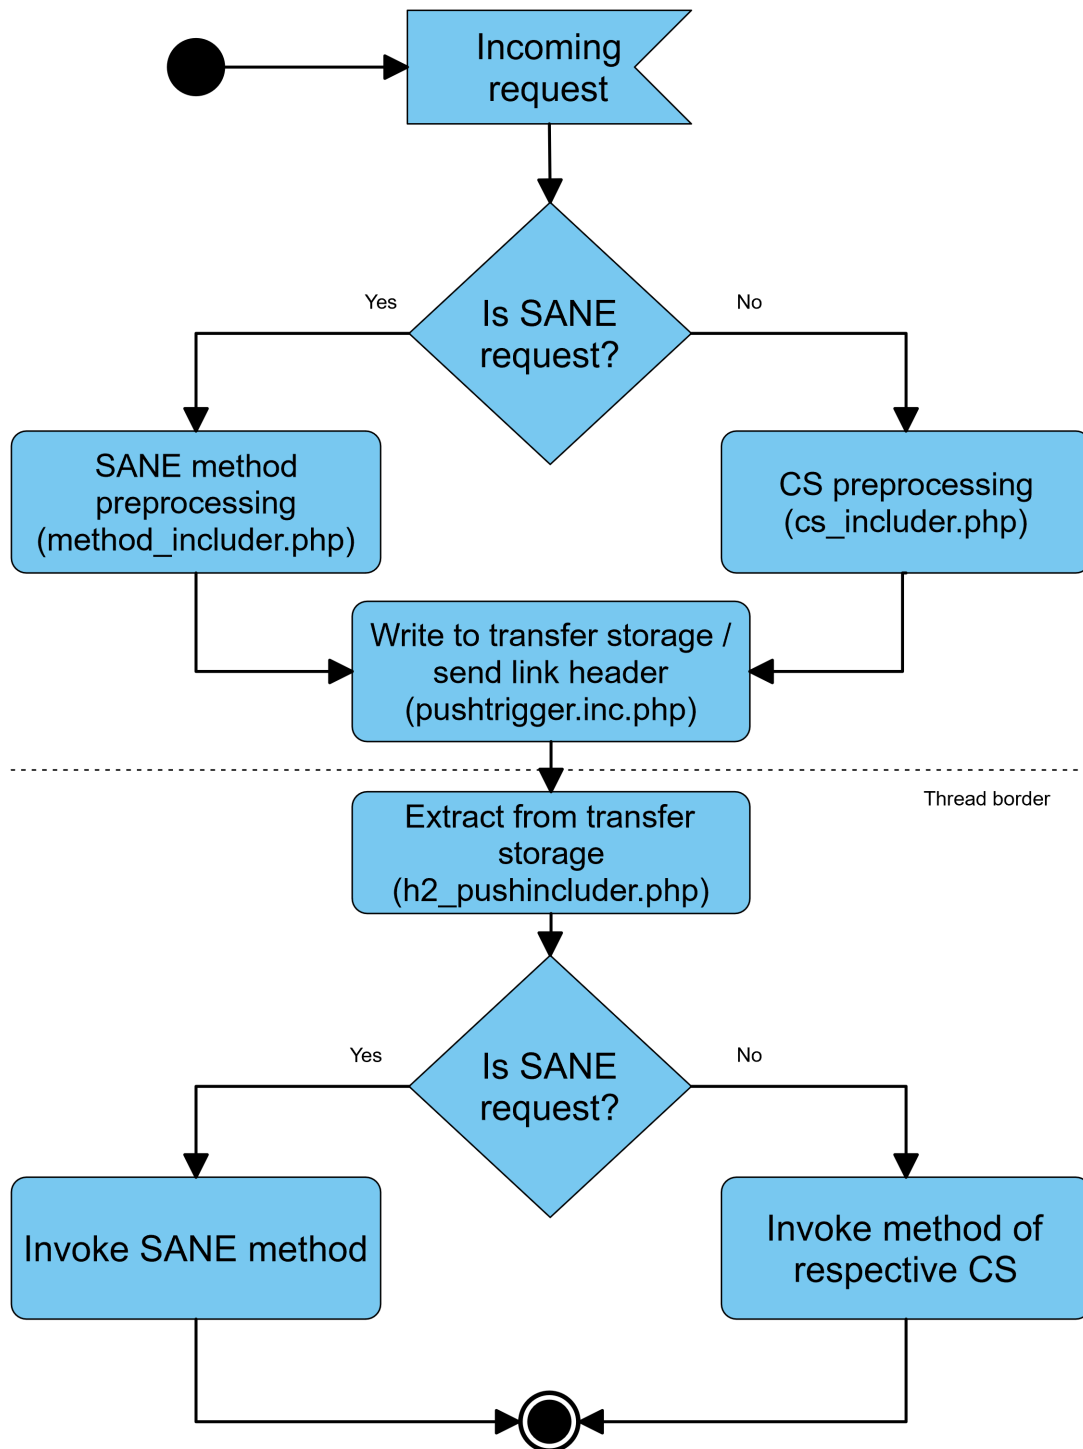 Incoming
request
Is SANE
request?
Yes
No
SANE method
preprocessing
(method_includer.php)
CS preprocessing
(cs_includer.php)
Write to transfer storage /
send link header
(pushtrigger.inc.php)
Thread border
Extract from transfer
storage
(h2_pushincluder.php)
Is SANE
request?
Yes
No
Invoke SANE method
Invoke method of
respective CS